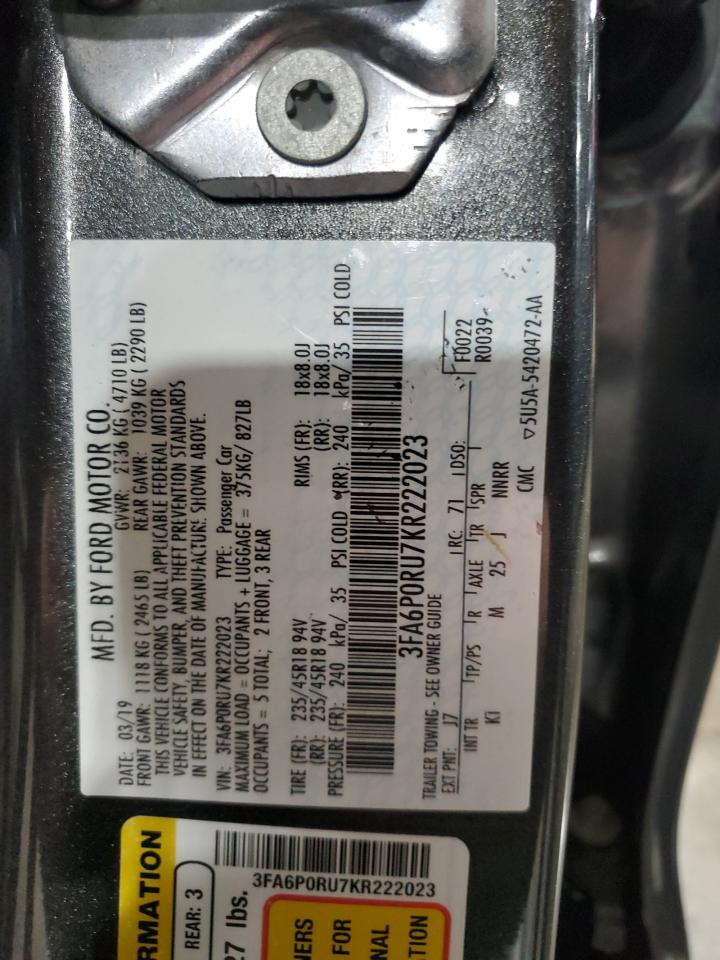 MFD. BY FORD MOTOR CO.
DATE: 03/19 GVWR: 2136 KG ( 4710 LB)
FRONT GAWR: 1118 KG ( 2465 LB) REAR GAWR: 1039 KG ( 2290 LB)
THIS VEHICLE CONFORMS TO ALL APPLICABLE FEDERAL MOTOR
VEHICLE SAFETY, BUMPER, AND THEFT PREVENTION STANDARDS
IN EFFECT ON THE DATE OF MANUFACTURE SHOWN ABOVE.
VIN: 3FA6P0RU7KR222023 TYPE: Passenger Car
MAXIMUM LOAD = OCCUPANTS + LUGGAGE = 375KG/ 827LB
OCCUPANTS = 5 TOTAL; 2 FRONT, 3 REAR
TIRE (FR): 235/45R18 94V RIMS (FR): 18x8.0J
(RR): 235/45R18 94V (RR): 18x8.0J
PRESSURE (FR): 240 kPa/ 35 PSI COLD (RR): 240 kPa/ 35 PSI COLD
3FA6P0RU7KR222023
TRAILER TOWING - SEE OWNER GUIDE
EXT PNT: J7 RC: 71 DSO: F0022
R0039
INT TR TP/PS R AXLE TR SPR
KJ M 25 J NNRR
CMC ▽5U5A-5420472-AA
RMATION
REAR: 3
3FA6P0RU7KR222023
27 lbs.
NERS
FOR
NAL
TION